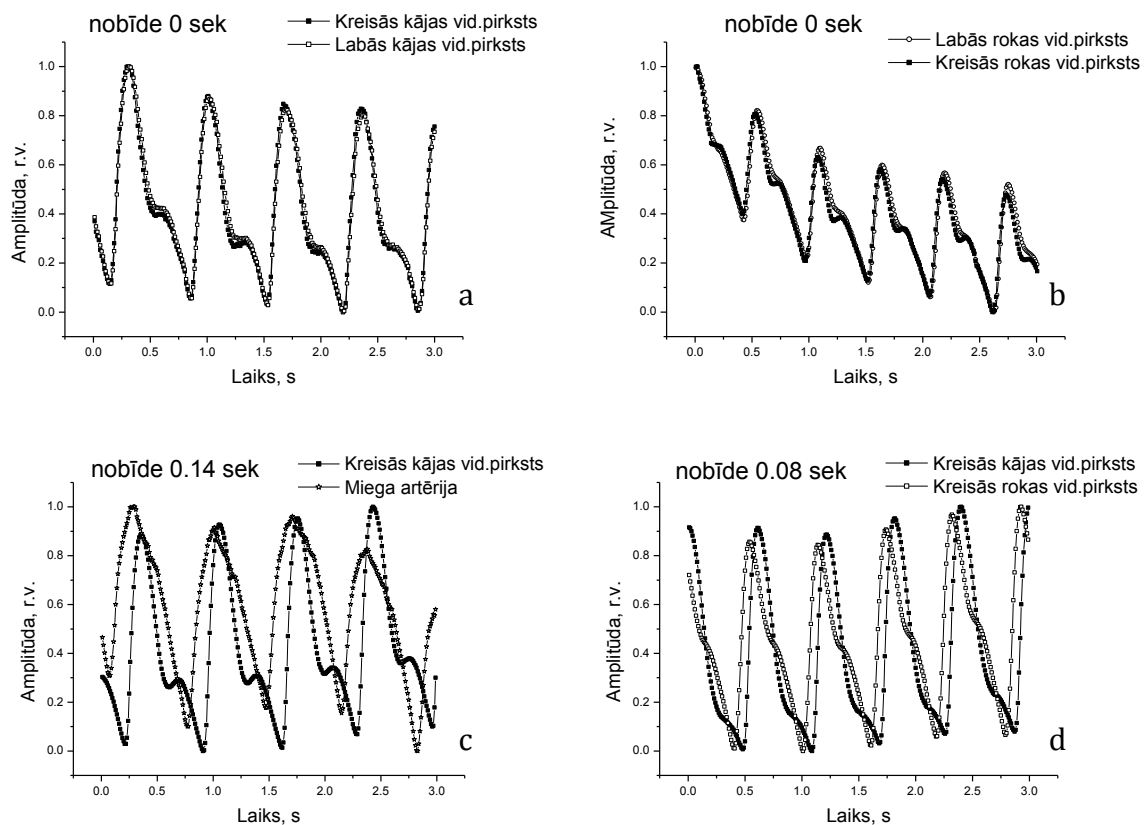 nobīde 0 sek
Kreisās kājas vid.pirksts
Labās kājas vid.pirksts
Amplitūda, r.v.
1.0
0.8
0.6
0.4
0.2
0.0
a
0.0 0.5 1.0 1.5 2.0 2.5 3.0
Laiks, s
nobīde 0 sek
Labās rokas vid.pirksts
Kreisās rokas vid.pirksts
AMplitūda, r.v.
1.0
0.8
0.6
0.4
0.2
0.0
b
0.0 0.5 1.0 1.5 2.0 2.5 3.0
Laiks, s
nobīde 0.14 sek
Kreisās kājas vid.pirksts
Miega artērija
Amplitūda, r.v.
1.0
0.8
0.6
0.4
0.2
0.0
c
0.0 0.5 1.0 1.5 2.0 2.5 3.0
Laiks, s
nobīde 0.08 sek
Kreisās kājas vid.pirksts
Kreisās rokas vid.pirksts
Amplitūda, r.v.
1.0
0.8
0.6
0.4
0.2
0.0
d
0.0 0.5 1.0 1.5 2.0 2.5 3.0
Laiks, s